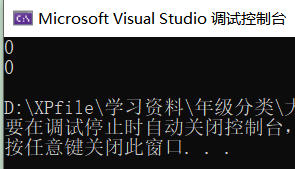 Microsoft Visual Studio 调试控制台
0
0
D:\XPfile\学习资料\年级分类\
要在调试停止时自动关闭控制台，
按任意键关闭此窗口. . .